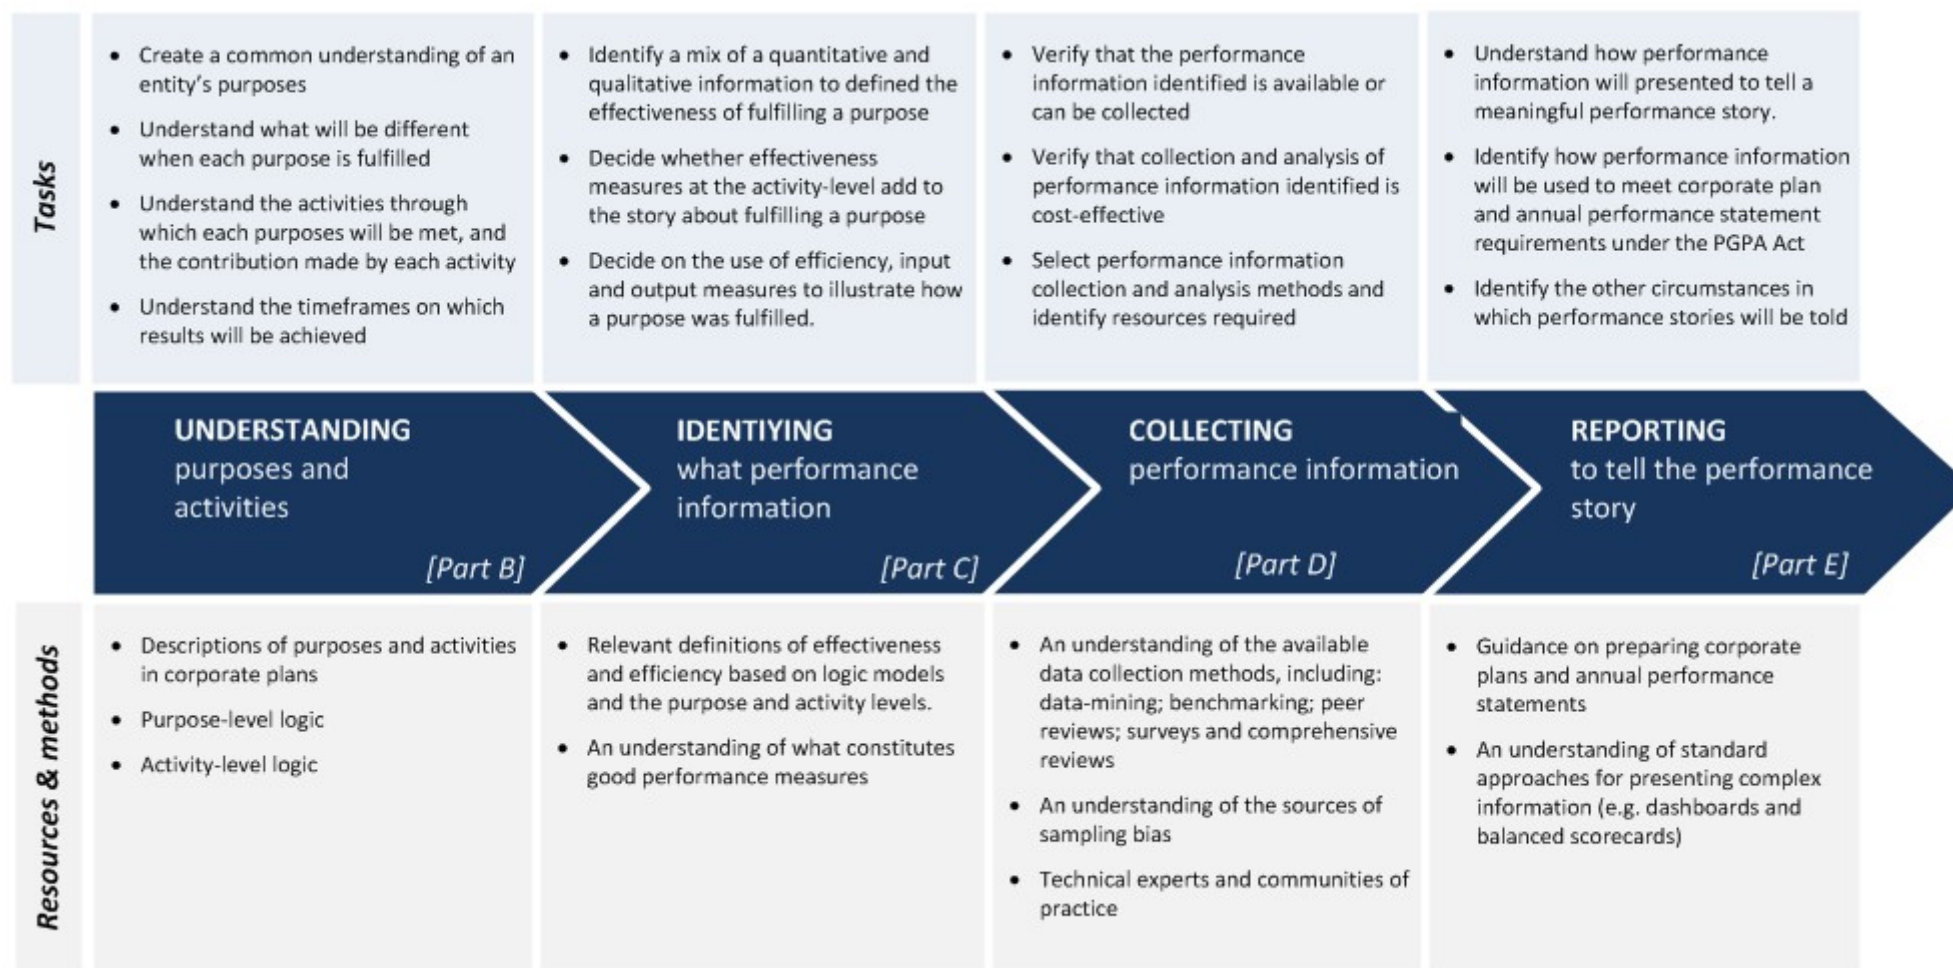 Tasks
• Create a common understanding of an
entity's purposes
• Understand what will be different
when each purpose is fulfilled
• Understand the activities through
which each purposes will be met, and
the contribution made by each activity
• Understand the timeframes on which
results will be achieved
• Identify a mix of a quantitative and
qualitative information to defined the
effectiveness of fulfilling a purpose
• Decide whether effectiveness
measures at the activity-level add to
the story about fulfilling a purpose
• Decide on the use of efficiency, input
and output measures to illustrate how
a purpose was fulfilled.
• Verify that the performance
information identified is available or
can be collected
• Verify that collection and analysis of
performance information identified is
cost-effective
• Select performance information
collection and analysis methods and
identify resources required
• Understand how performance
information will presented to tell a
meaningful performance story.
• Identify how performance information
will be used to meet corporate plan
and annual performance statement
requirements under the PGPA Act
• Identify the other circumstances in
which performance stories will be told
UNDERSTANDING
purposes and
activities
[Part B]
IDENTIYING
what performance
information
[Part C]
COLLECTING
performance information
[Part D]
REPORTING
to tell the performance
story
[Part E]
Resources & methods
• Descriptions of purposes and activities
in corporate plans
• Purpose-level logic
• Activity-level logic
• Relevant definitions of effectiveness
and efficiency based on logic models
and the purpose and activity levels.
• An understanding of what constitutes
good performance measures
• An understanding of the available
data collection methods, including:
data-mining; benchmarking; peer
reviews; surveys and comprehensive
reviews
• An understanding of the sources of
sampling bias
• Technical experts and communities of
practice
• Guidance on preparing corporate
plans and annual performance
statements
• An understanding of standard
approaches for presenting complex
information (e.g. dashboards and
balanced scorecards)